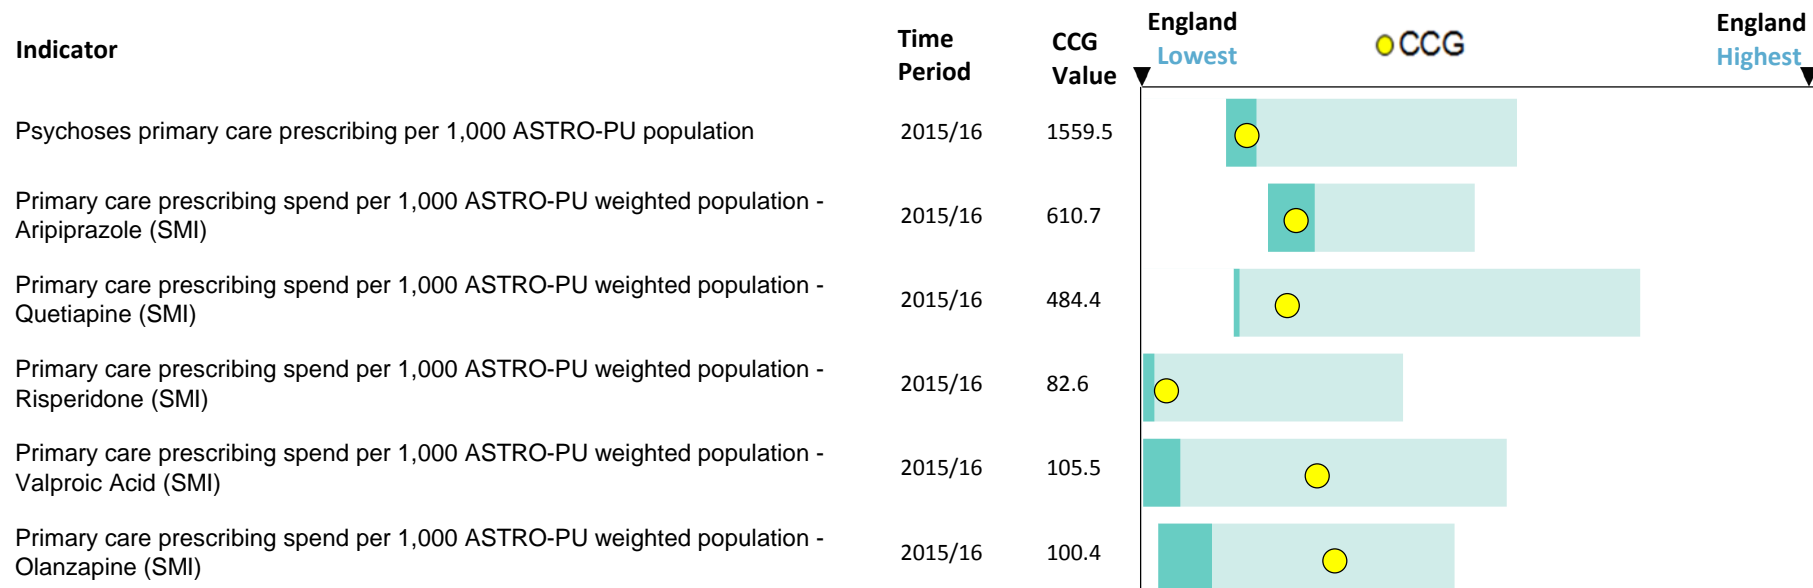 Indicator
Time
Period
CCG
Value
England
Lowest
CCG
England
Highest
Psychoses primary care prescribing per 1,000 ASTRO-PU population
2015/16
1559.5
Primary care prescribing spend per 1,000 ASTRO-PU weighted population -
Aripiprazole (SMI)
2015/16
610.7
Primary care prescribing spend per 1,000 ASTRO-PU weighted population -
Quetiapine (SMI)
2015/16
484.4
Primary care prescribing spend per 1,000 ASTRO-PU weighted population -
Risperidone (SMI)
2015/16
82.6
Primary care prescribing spend per 1,000 ASTRO-PU weighted population -
Valproic Acid (SMI)
2015/16
105.5
Primary care prescribing spend per 1,000 ASTRO-PU weighted population -
Olanzapine (SMI)
2015/16
100.4